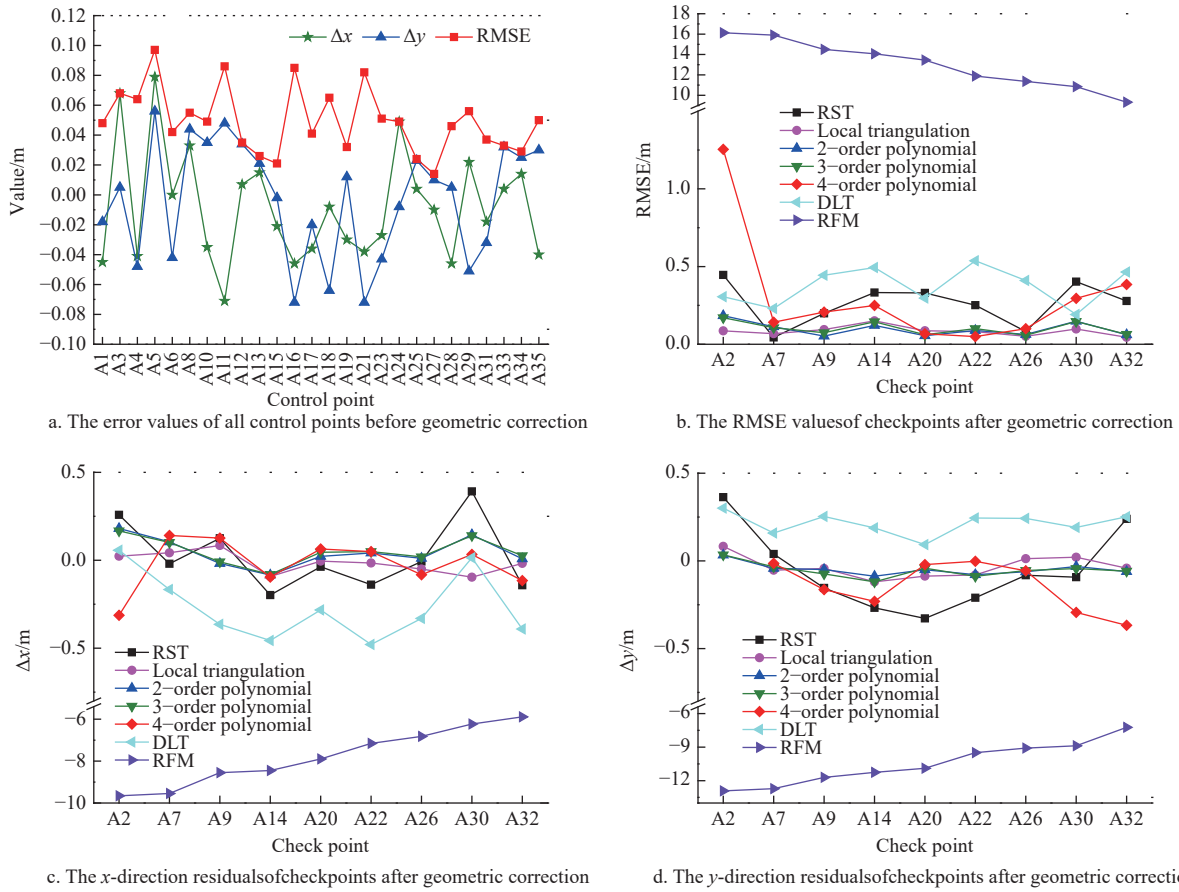 0.12
0.10
0.08
0.06
0.04
0.02
0.00
−0.02
−0.04
−0.06
−0.08
−0.10
Value/m
Δx
Δy
RMSE
A1
A3
A4
A5
A6
A8
A10
A11
A12
A13
A15
A16
A17
A18
A19
A21
A23
A24
A25
A27
A28
A29
A31
A33
A34
A35
Control point
a. The error values of all control points before geometric correction
18
16
14
12
10
1.0
0.5
0.0
RMSE/m
RST
Local triangulation
2−order polynomial
3−order polynomial
4−order polynomial
DLT
RFM
A2
A7
A9
A14
A20
A22
A26
A30
A32
Check point
b. The RMSE valuesof checkpoints after geometric correction
0.5
0.0
−0.5
−6
−8
−10
Δx/m
RST
Local triangulation
2−order polynomial
3−order polynomial
4−order polynomial
DLT
RFM
A2
A7
A9
A14
A20
A22
A26
A30
A32
Check point
c. The x-direction residualsofcheckpoints after geometric correction
0.5
0.0
−0.5
−6
−9
−12
Δy/m
RST
Local triangulation
2−order polynomial
3−order polynomial
4−order polynomial
DLT
RFM
A2
A7
A9
A14
A20
A22
A26
A30
A32
Check point
d. The y-direction residualsofcheckpoints after geometric correctio